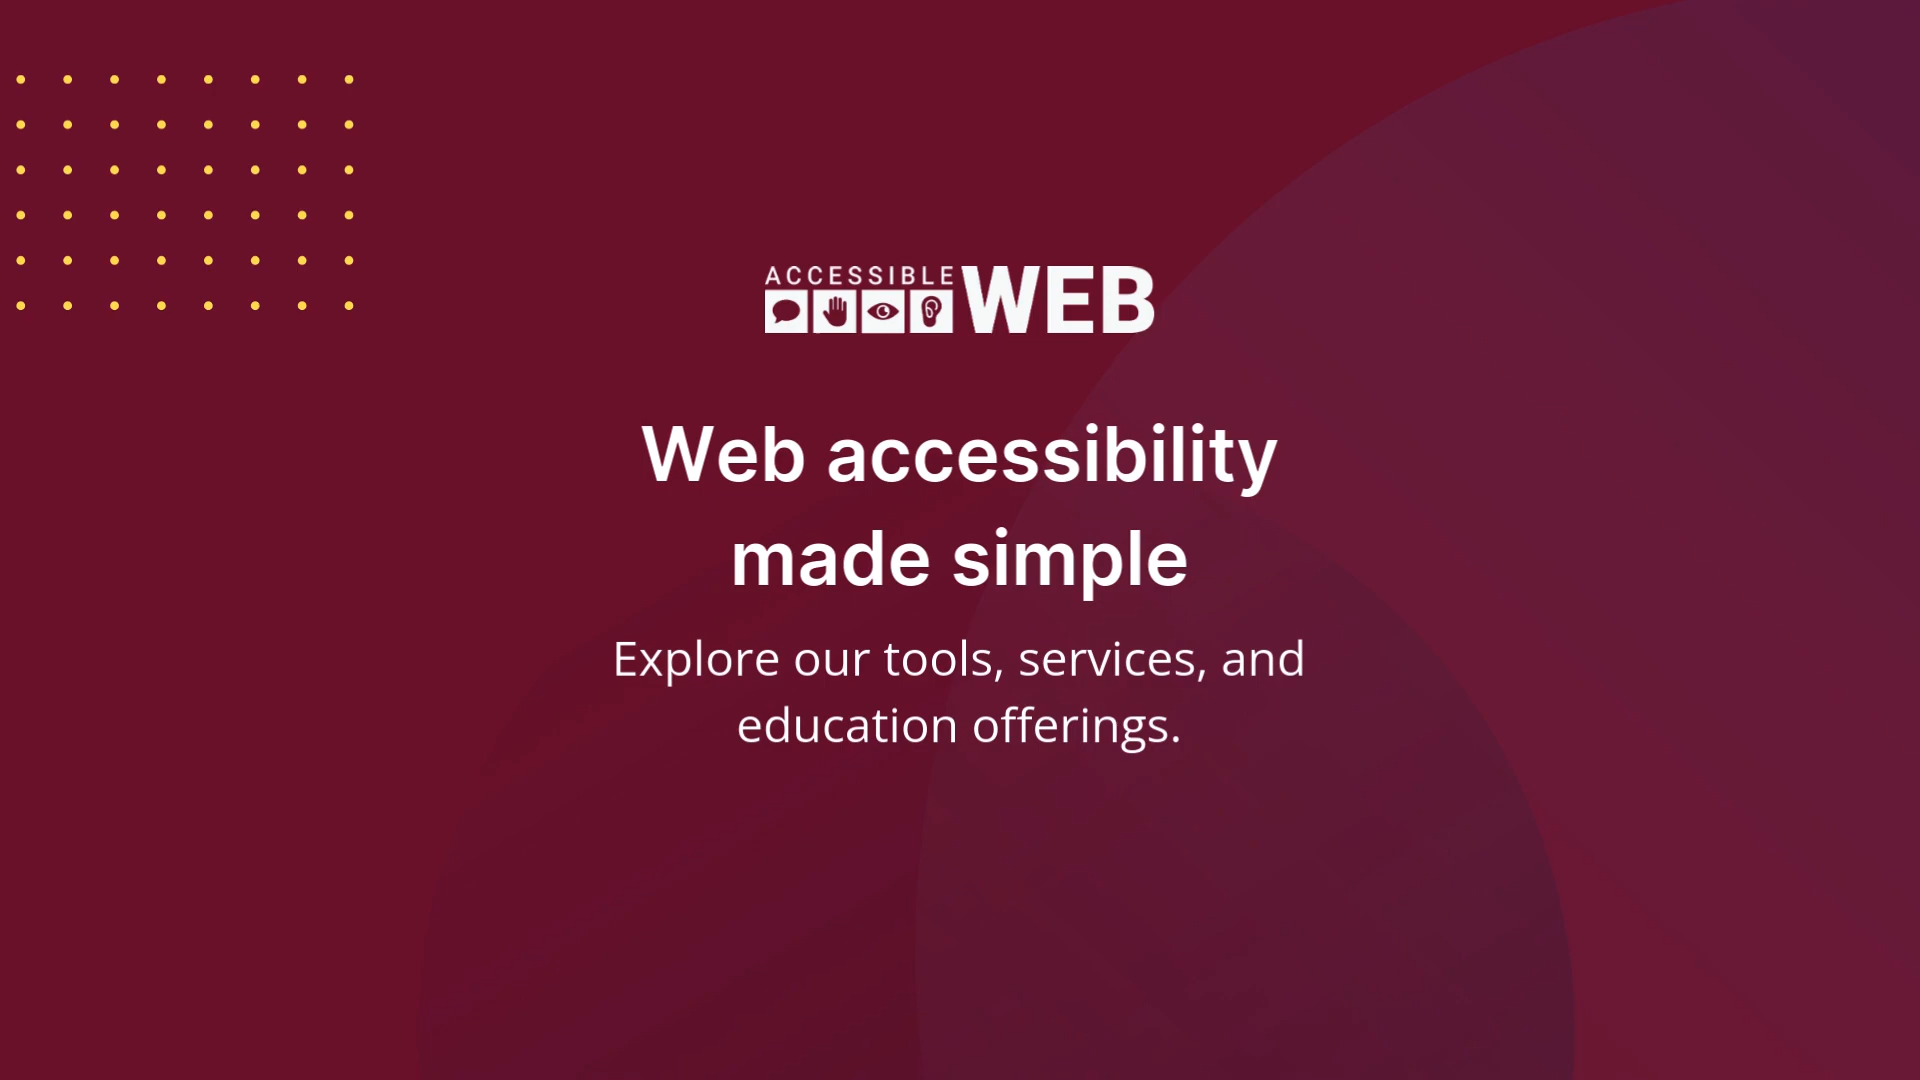 ACCESSIBLE WEB
Web accessibility
made simple
Explore our tools, services, and
education offerings.